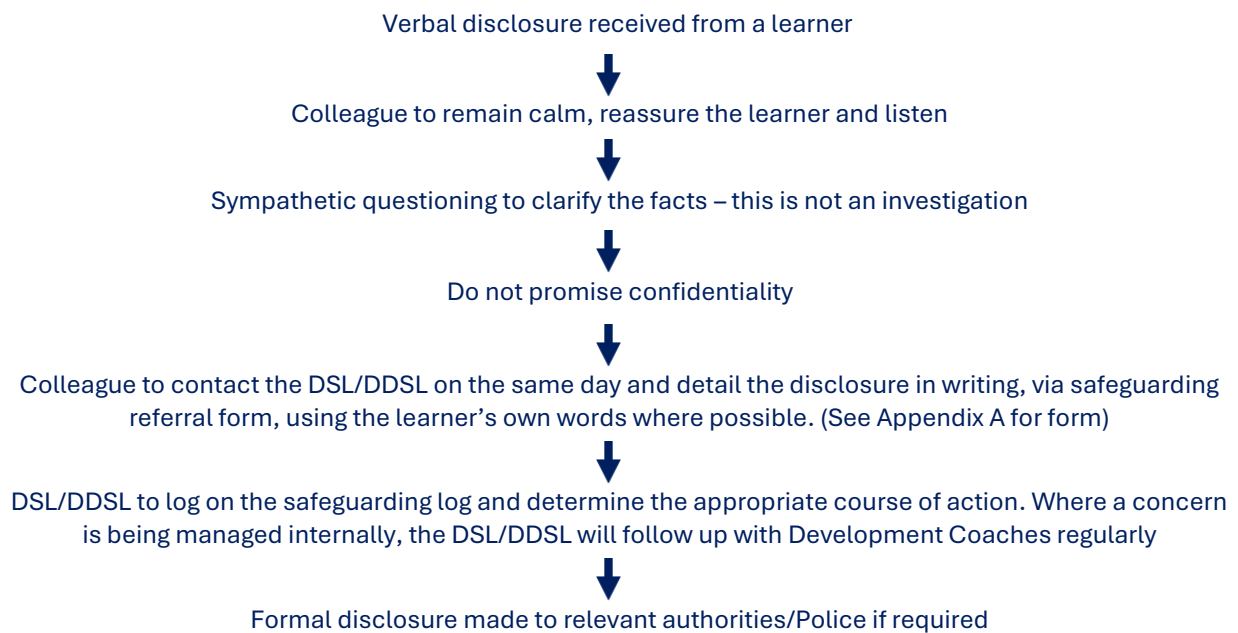 Verbal disclosure received from a learner
Colleague to remain calm, reassure the learner and listen
Sympathetic questioning to clarify the facts – this is not an investigation
Do not promise confidentiality
Colleague to contact the DSL/DDSL on the same day and detail the disclosure in writing, via safeguarding
referral form, using the learner’s own words where possible. (See Appendix A for form)
DSL/DDSL to log on the safeguarding log and determine the appropriate course of action. Where a concern
is being managed internally, the DSL/DDSL will follow up with Development Coaches regularly
Formal disclosure made to relevant authorities/Police if required